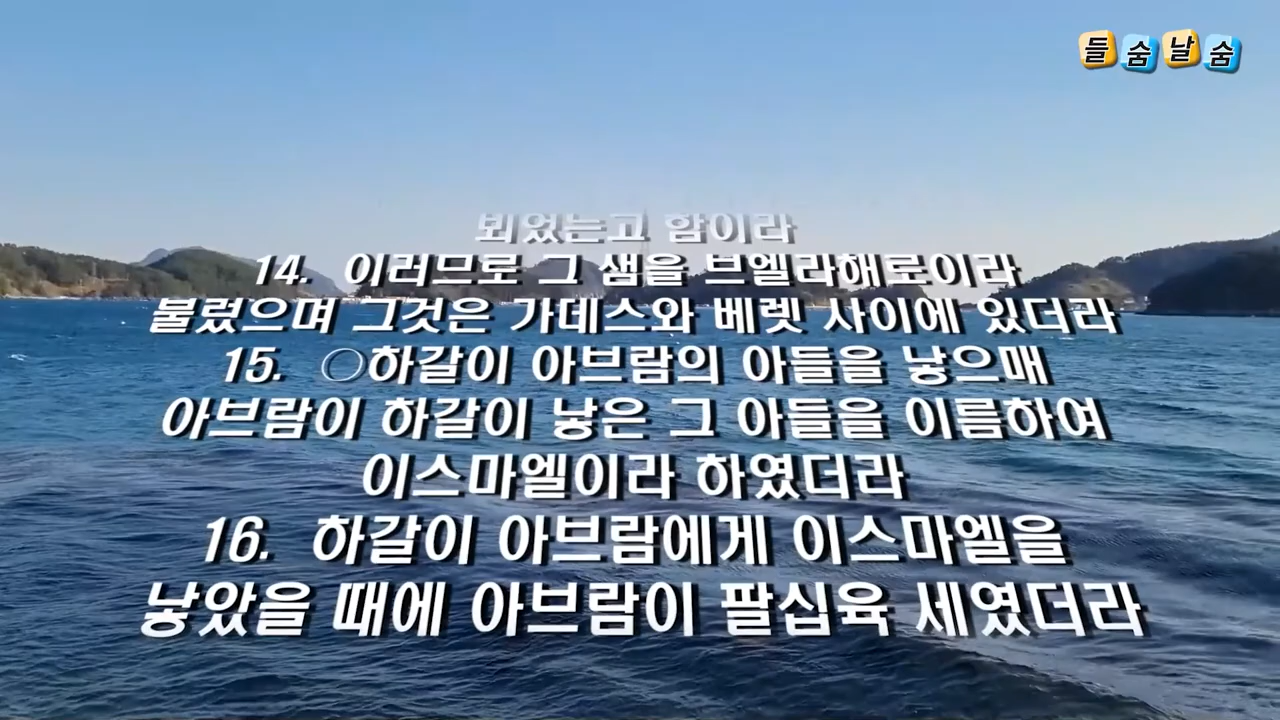 들숨날숨
뵈었는고 함이라
14. 이러므로 그 샘을 브엘라해로이라
불렀으며 그것은 가데스와 베렛 사이에 있더라
15. ○하갈이 아브람의 아들을 낳으매
아브람이 하갈이 낳은 그 아들을 이름하여
이스마엘이라 하였더라
16. 하갈이 아브람에게 이스마엘을
낳았을 때에 아브람이 팔십육 세였더라